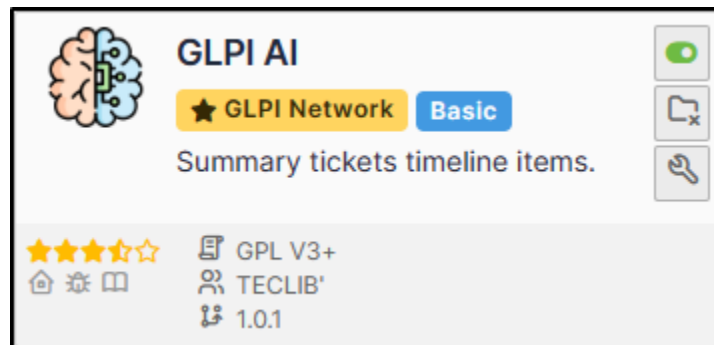 GLPI AI
GLPI Network Basic
Summary tickets timeline items.
GPL V3+
TECLIB'
1.0.1